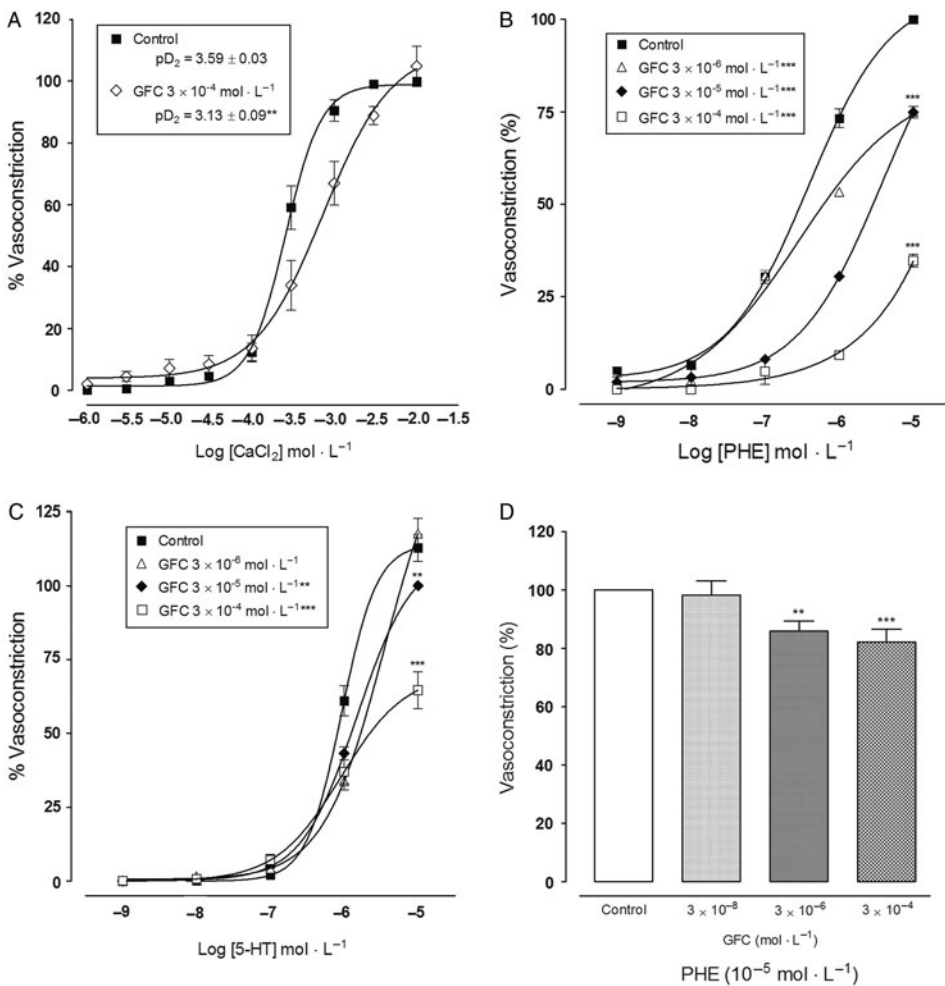 A
% Vasoconstriction
120
100
80
60
40
20
0
Control
pD₂ = 3.59 ± 0.03
GFC 3 × 10⁻⁴ mol · L⁻¹
pD₂ = 3.13 ± 0.09**
–6.0 –5.5 –5.0 –4.5 –4.0 –3.5 –3.0 –2.5 –2.0 –1.5
Log [CaCl₂] mol · L⁻¹
B
Vasoconstriction (%)
100
75
50
25
0
Control
GFC 3 × 10⁻⁶ mol · L⁻¹***
GFC 3 × 10⁻⁵ mol · L⁻¹***
GFC 3 × 10⁻⁴ mol · L⁻¹***
***
***
–9 –8 –7 –6 –5
Log [PHE] mol · L⁻¹
C
% Vasoconstriction
125
100
75
50
25
0
Control
GFC 3 × 10⁻⁶ mol · L⁻¹
GFC 3 × 10⁻⁵ mol · L⁻¹**
GFC 3 × 10⁻⁴ mol · L⁻¹***
**
***
–9 –8 –7 –6 –5
Log [5-HT] mol · L⁻¹
D
Vasoconstriction (%)
120
100
80
60
40
20
0
**
***
Control 3 × 10⁻⁸ 3 × 10⁻⁶ 3 × 10⁻⁴
GFC (mol · L⁻¹)
PHE (10⁻⁵ mol · L⁻¹)